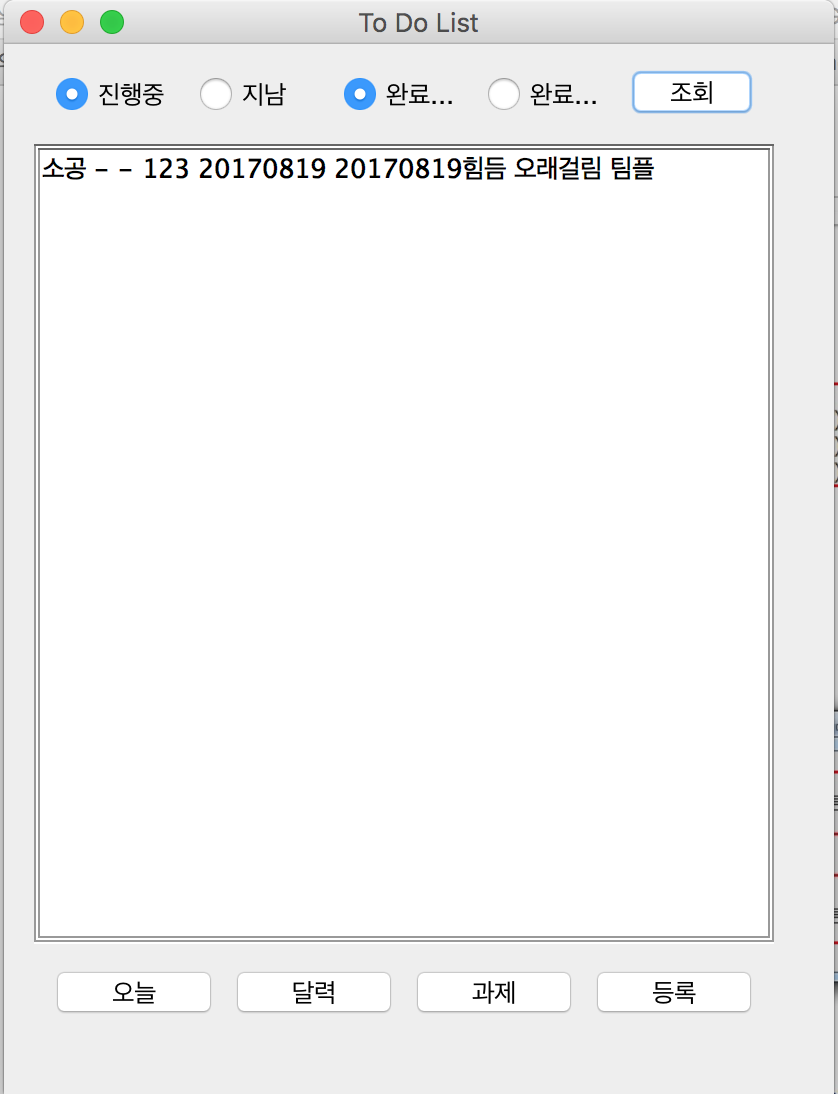 To Do List
진행중 지남 완료... 완료... 조회
소공 - - 123 20170819 20170819힘듬 오래걸림 팀플
오늘 달력 과제 등록